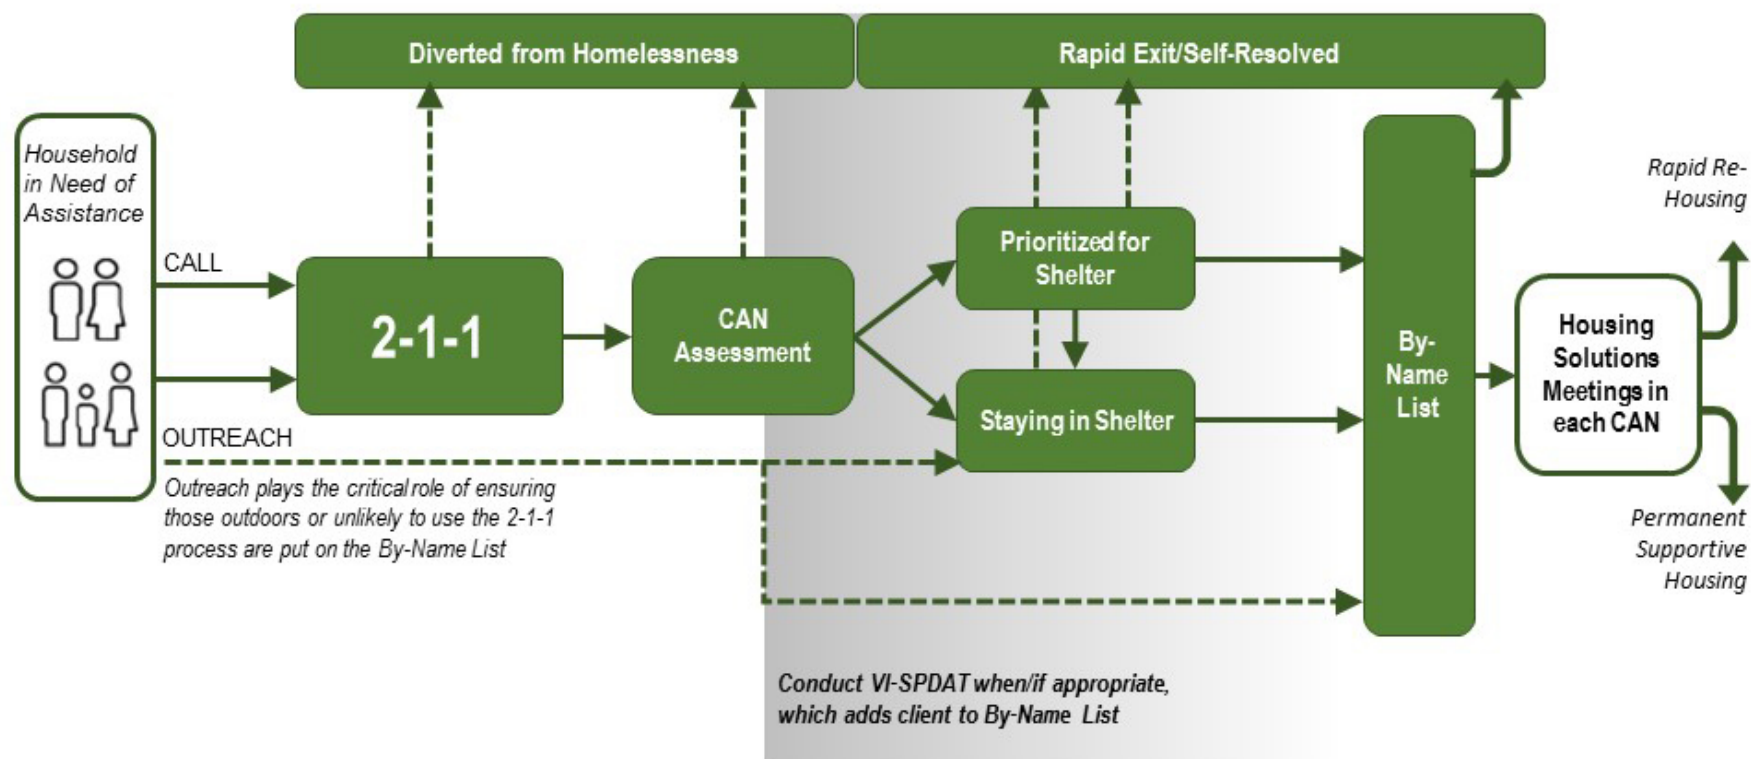 Diverted from Homelessness
Rapid Exit/Self-Resolved
Household
in Need of
Assistance
CALL
2-1-1
CAN
Assessment
Prioritized for
Shelter
Staying in Shelter
By-
Name
List
Housing
Solutions
Meetings in
each CAN
Rapid Re-
Housing
Permanent
Supportive
Housing
OUTREACH
Outreach plays the critical role of ensuring
those outdoors or unlikely to use the 2-1-1
process are put on the By-Name List
Conduct VI-SPDAT when/if appropriate,
which adds client to By-Name List